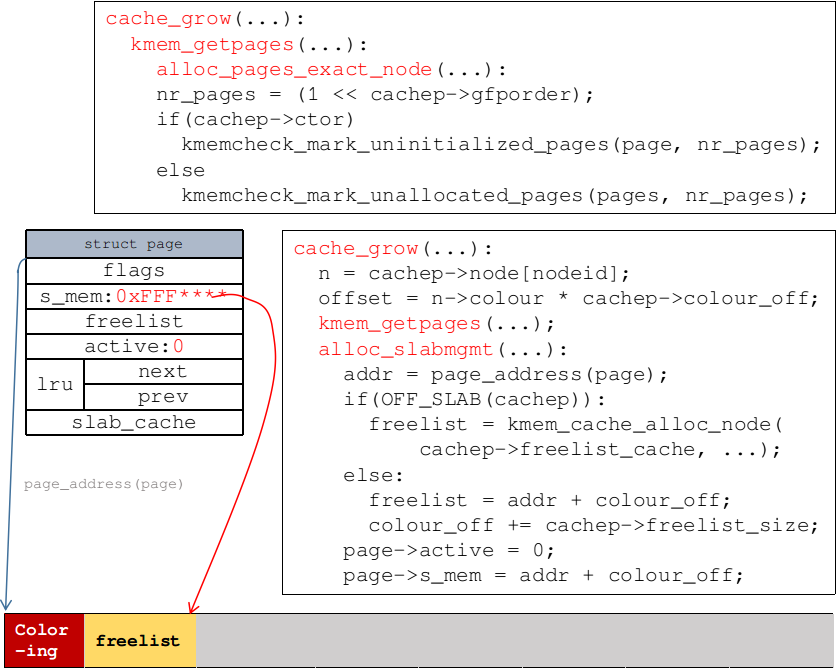 cache_grow(...):
kmem_getpages(...):
alloc_pages_exact_node(...):
nr_pages = (1 << cachep->gfporder);
if(cachep->ctor)
kmemcheck_mark_uninitialized_pages(page, nr_pages);
else
kmemcheck_mark_unallocated_pages(pages, nr_pages);
struct page
flags
s_mem:0xFFF****
freelist
active:0
lru
next
prev
slab_cache
page_address(page)
cache_grow(...):
n = cachep->node[nodeid];
offset = n->colour * cachep->colour_off;
kmem_getpages(...);
alloc_slabmgmt(...):
addr = page_address(page);
if(OFF_SLAB(cachep)):
freelist = kmem_cache_alloc_node(
cachep->freelist_cache, ...);
else:
freelist = addr + colour_off;
colour_off += cachep->freelist_size;
page->active = 0;
page->s_mem = addr + colour_off;
Color
-ing
freelist